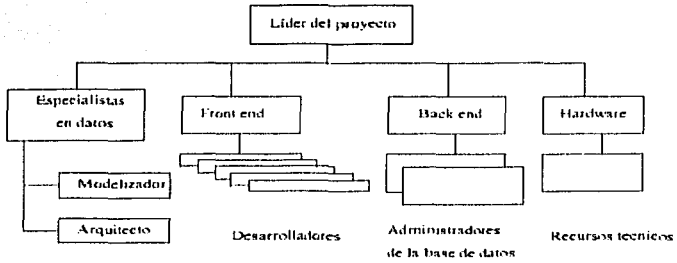 Líder del proyecto
Especialistas
en datos
Front end
Back end
Hardware
Modelizador
Arquitecto
Desarrolladores
Administradores
de la base de datos
Recursos tecnicos